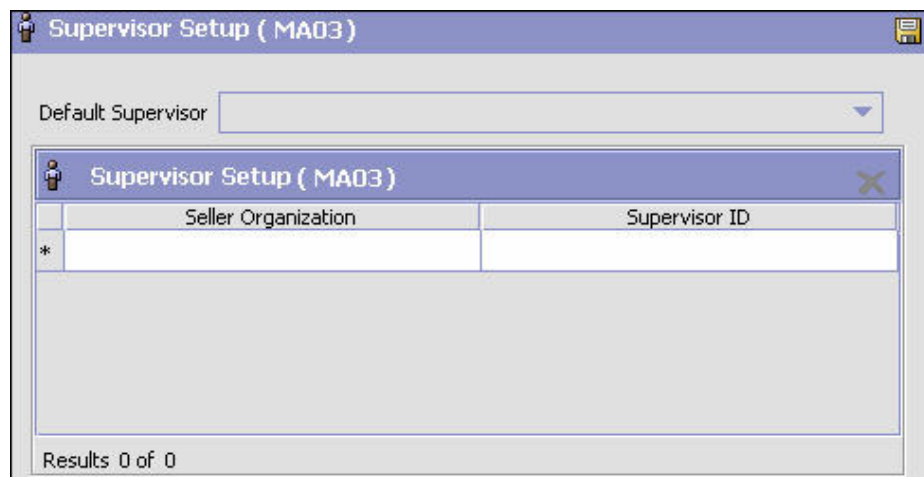 Supervisor Setup ( MA03 )
Default Supervisor
Supervisor Setup ( MA03 )
Seller Organization Supervisor ID
*
Results 0 of 0